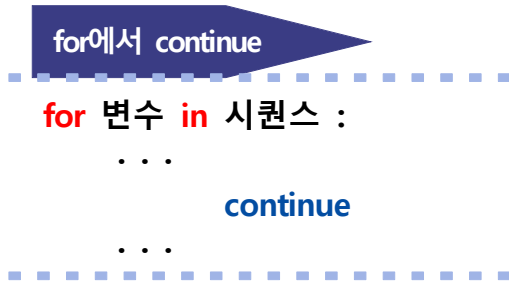 for에서 continue
for 변수 in 시퀀스 :
. . .
continue
. . .